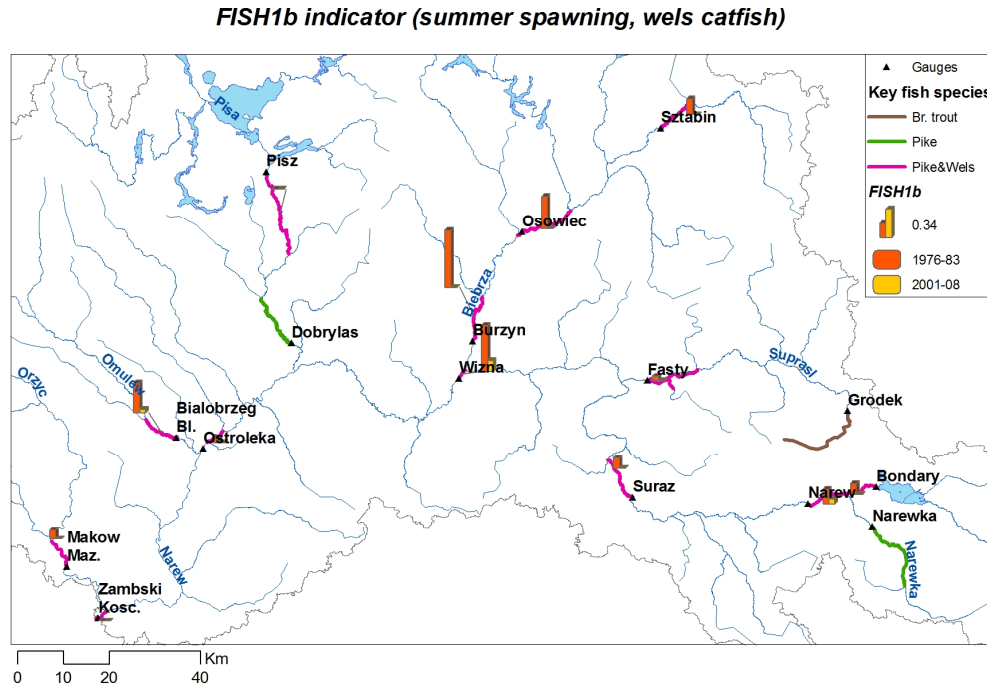 FISH1b indicator (summer spawning, wels catfish)
Gauges
Key fish species
Br. trout
Pike
Pike&Wels
FISH1b
0.34
1976-83
2001-08
Pisa
Sztabin
Pisz
Osowiec
Biebrza
Burzyn
Dobrylas
Wizna
Suprasl
Fasty
Omulew
Orzyc
Grodek
Bialobrzeg
Bl.
Ostroleka
Suraz
Bondary
Narew
Narewka
Makow
Maz.
Narew
Narewka
Zambski
Kosc.
Km
0 10 20 40